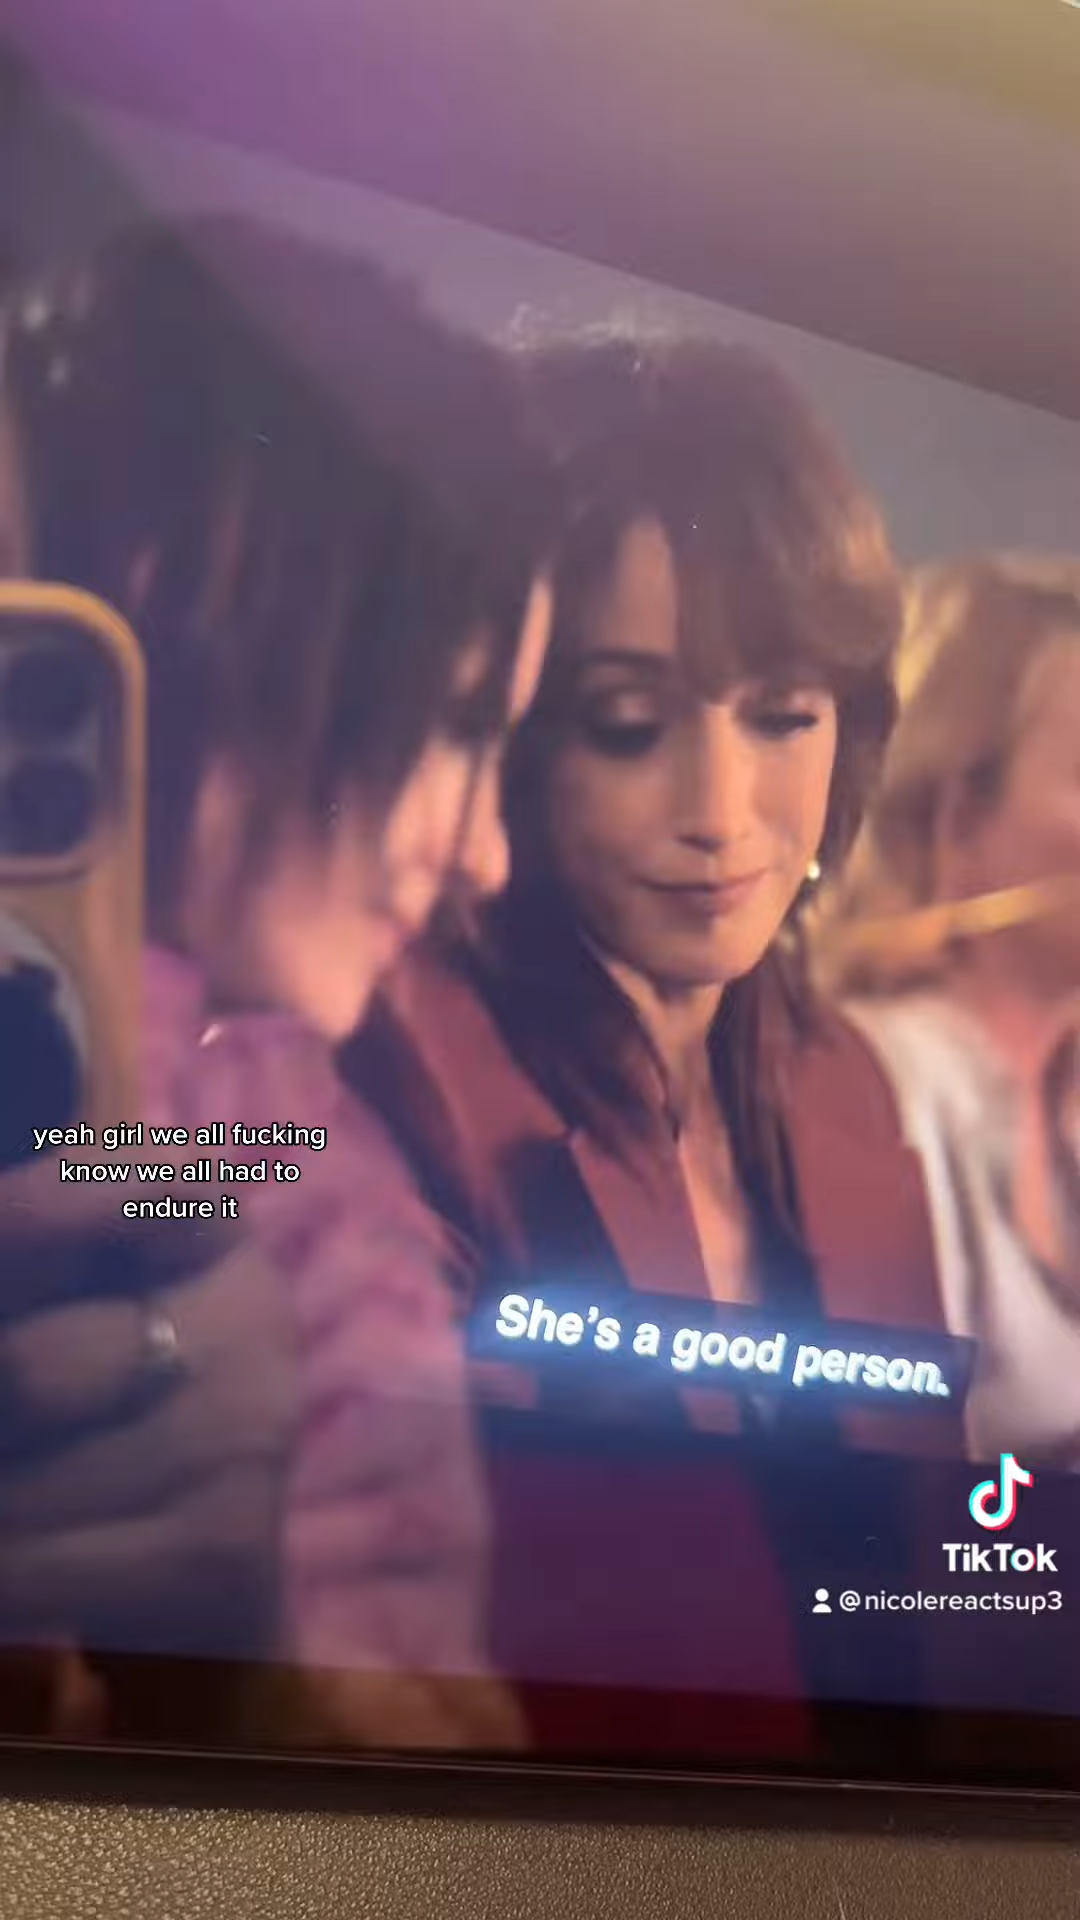 yeah girl we all fucking
know we all had to
endure it
She's a good person.
TikTok
@nicolereactsup3